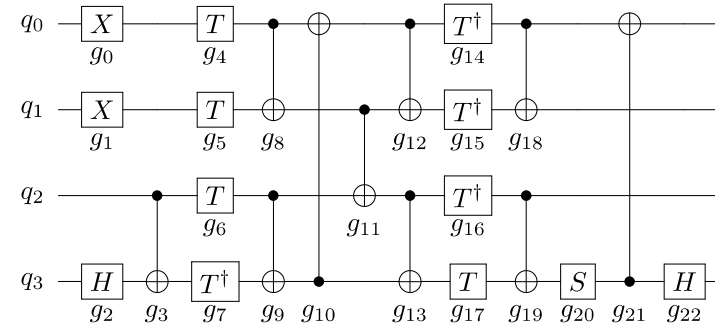 q₀ X T T†
g₀ g₄ g₁₄
q₁ X T T†
g₁ g₅ g₈ g₁₂ g₁₅ g₁₈
q₂ T T†
g₆ g₁₁ g₁₆
q₃ H T† T S H
g₂ g₃ g₇ g₉ g₁₀ g₁₃ g₁₇ g₁₉ g₂₀ g₂₁ g₂₂